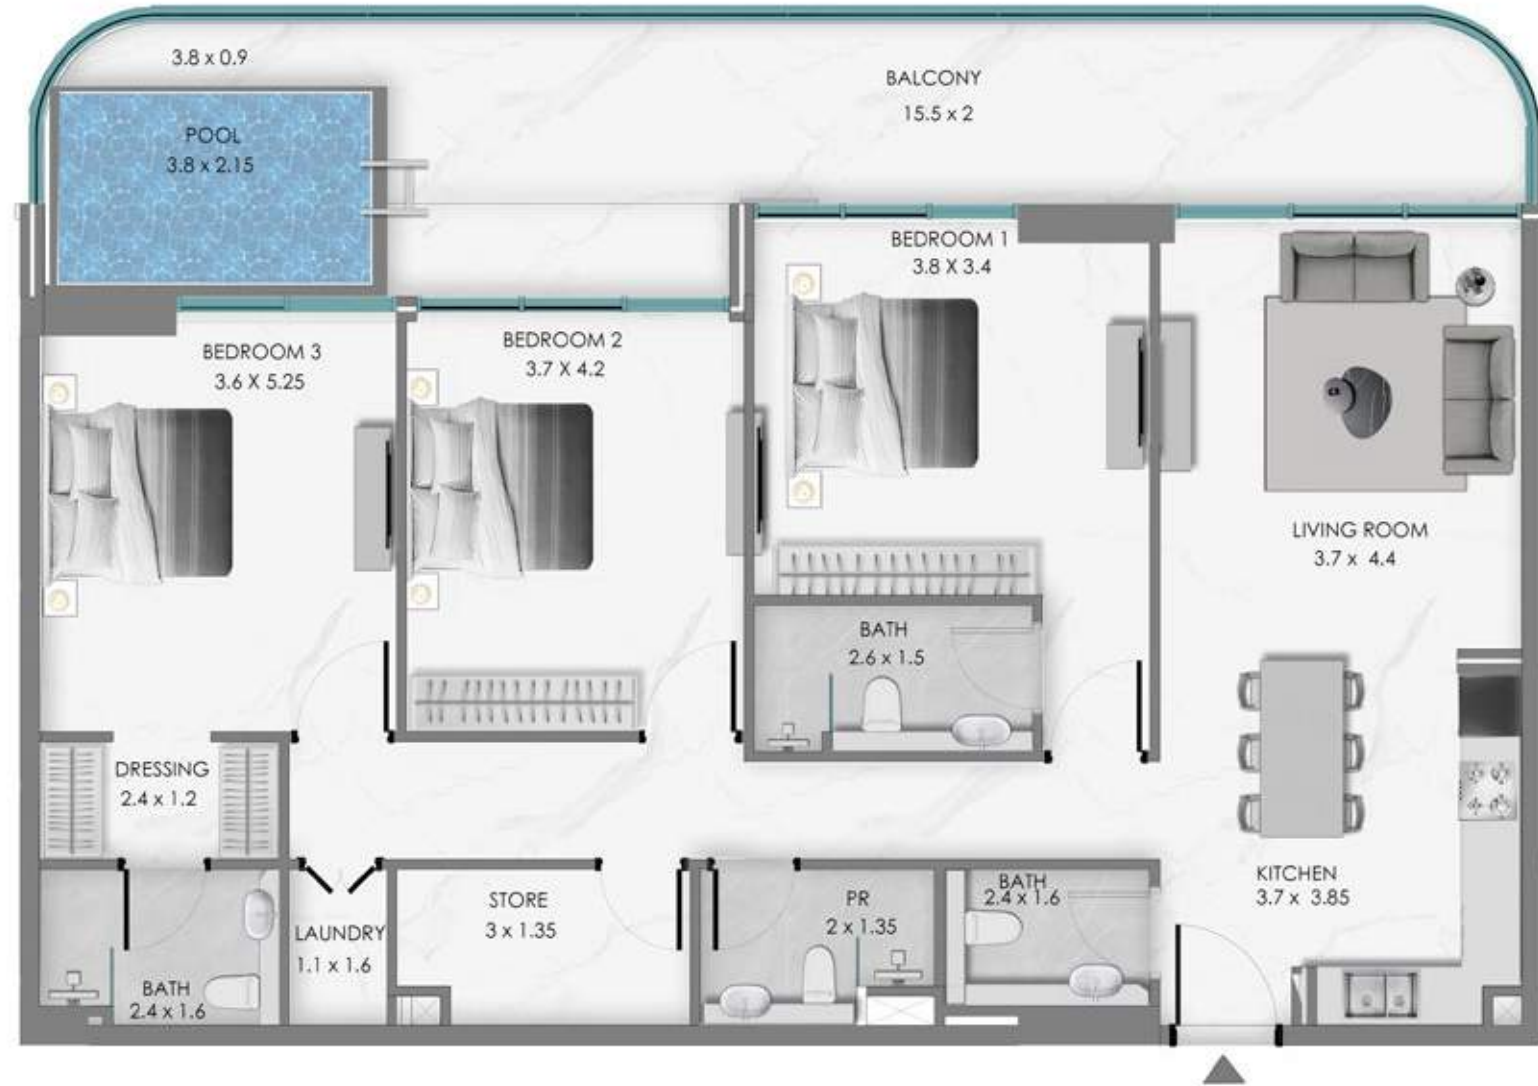 3.8 x 0.9
BALCONY
15.5 x 2
POOL
3.8 x 2.15
BEDROOM 1
3.8 X 3.4
BEDROOM 2
3.7 X 4.2
BEDROOM 3
3.6 X 5.25
LIVING ROOM
3.7 x 4.4
BATH
2.6 x 1.5
DRESSING
2.4 x 1.2
KITCHEN
3.7 x 3.85
BATH
2.4 x 1.6
PR
2 x 1.35
STORE
3 x 1.35
LAUNDRY
1.1 x 1.6
BATH
2.4 x 1.6